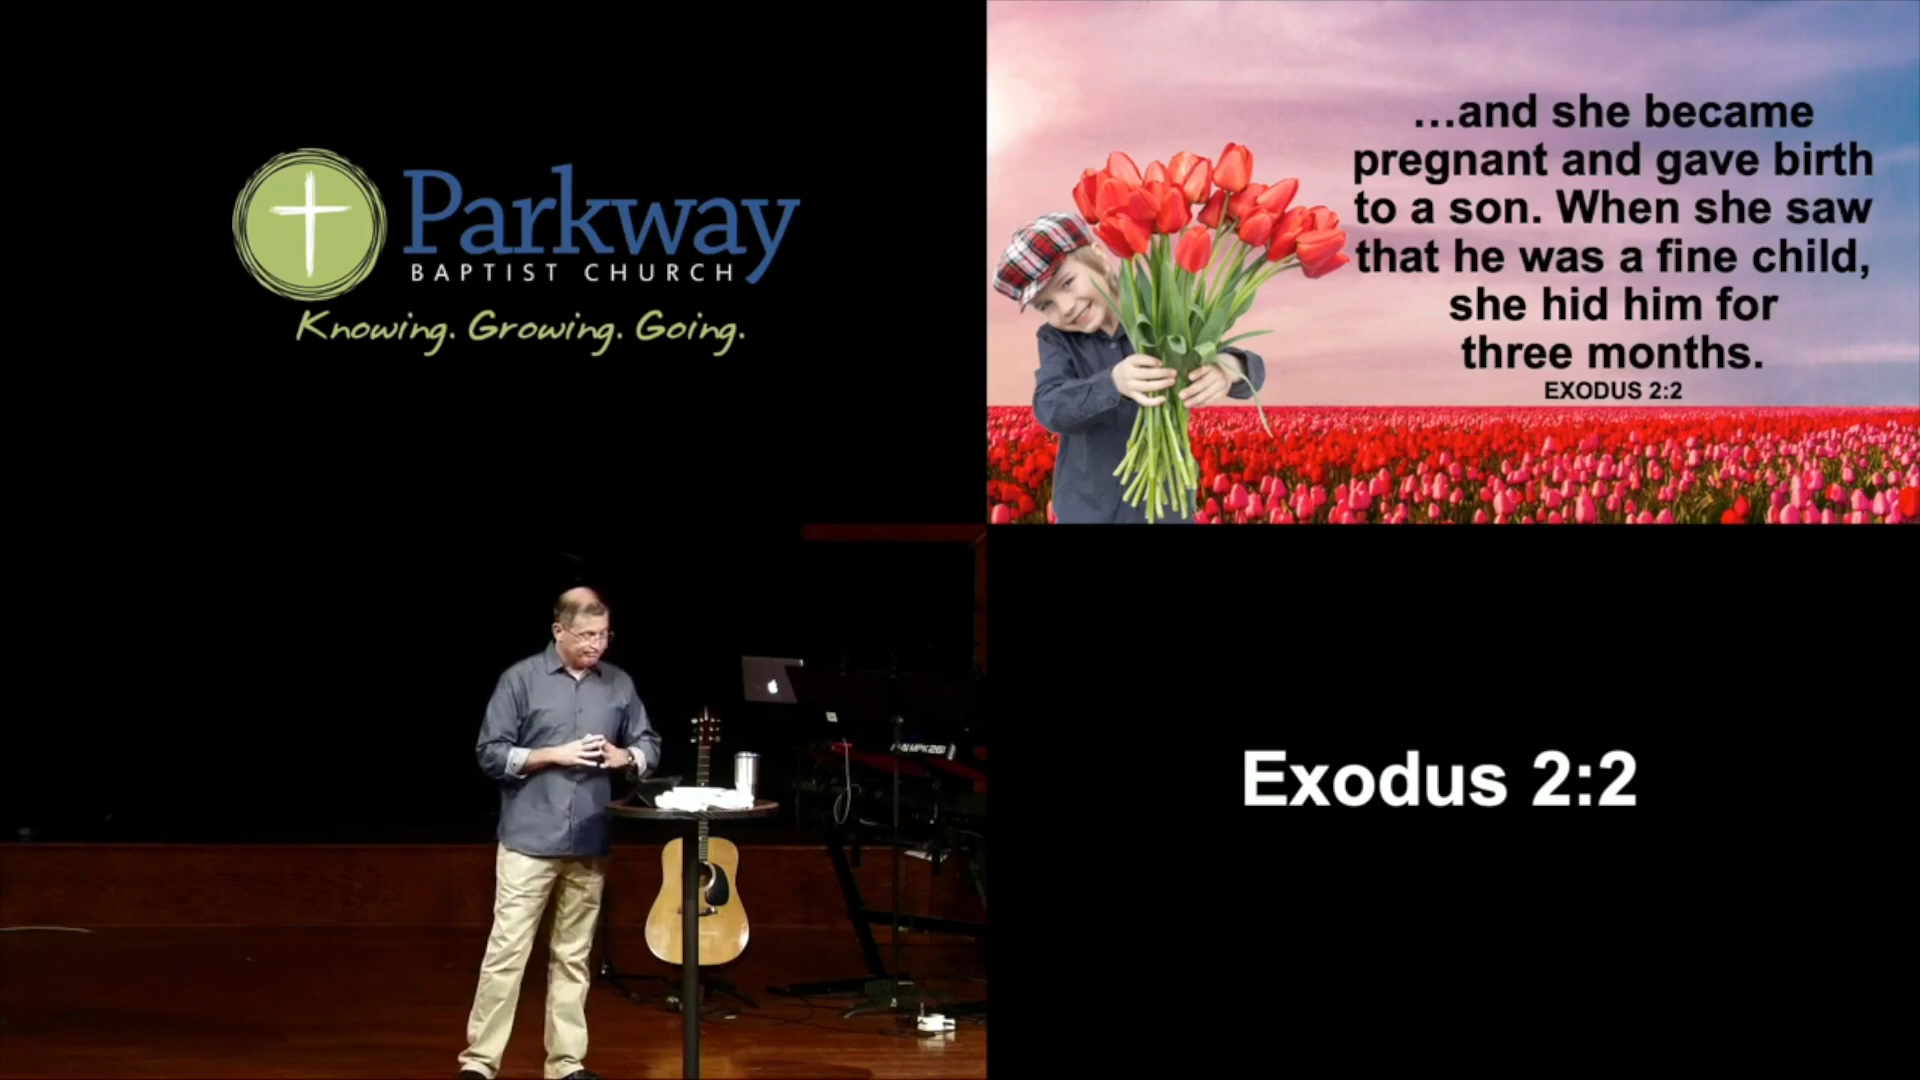 Parkway
BAPTIST CHURCH
Knowing. Growing. Going.
…and she became
pregnant and gave birth
to a son. When she saw
that he was a fine child,
she hid him for
three months.
EXODUS 2:2
Exodus 2:2